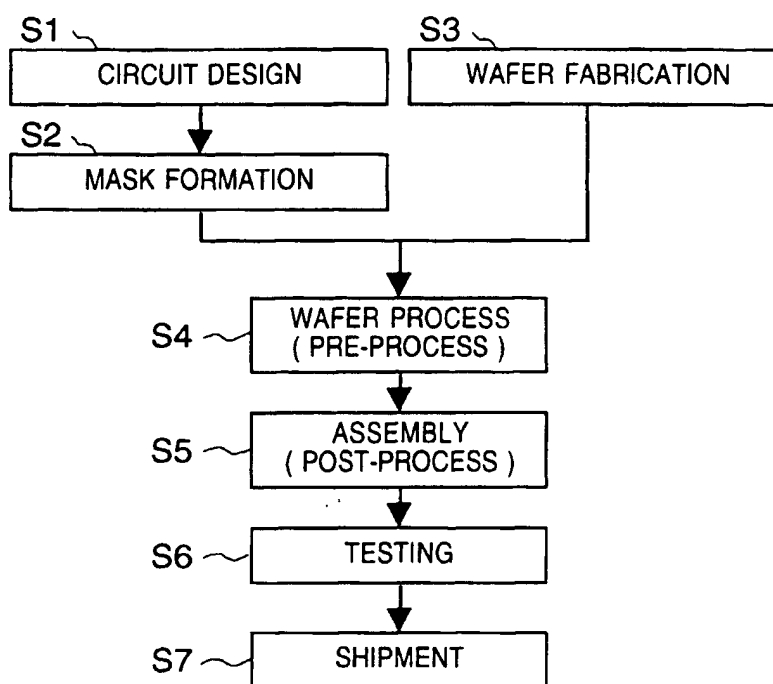 S1
CIRCUIT DESIGN
S3
WAFER FABRICATION
S2
MASK FORMATION
S4
WAFER PROCESS
( PRE-PROCESS )
S5
ASSEMBLY
( POST-PROCESS )
S6
TESTING
S7
SHIPMENT